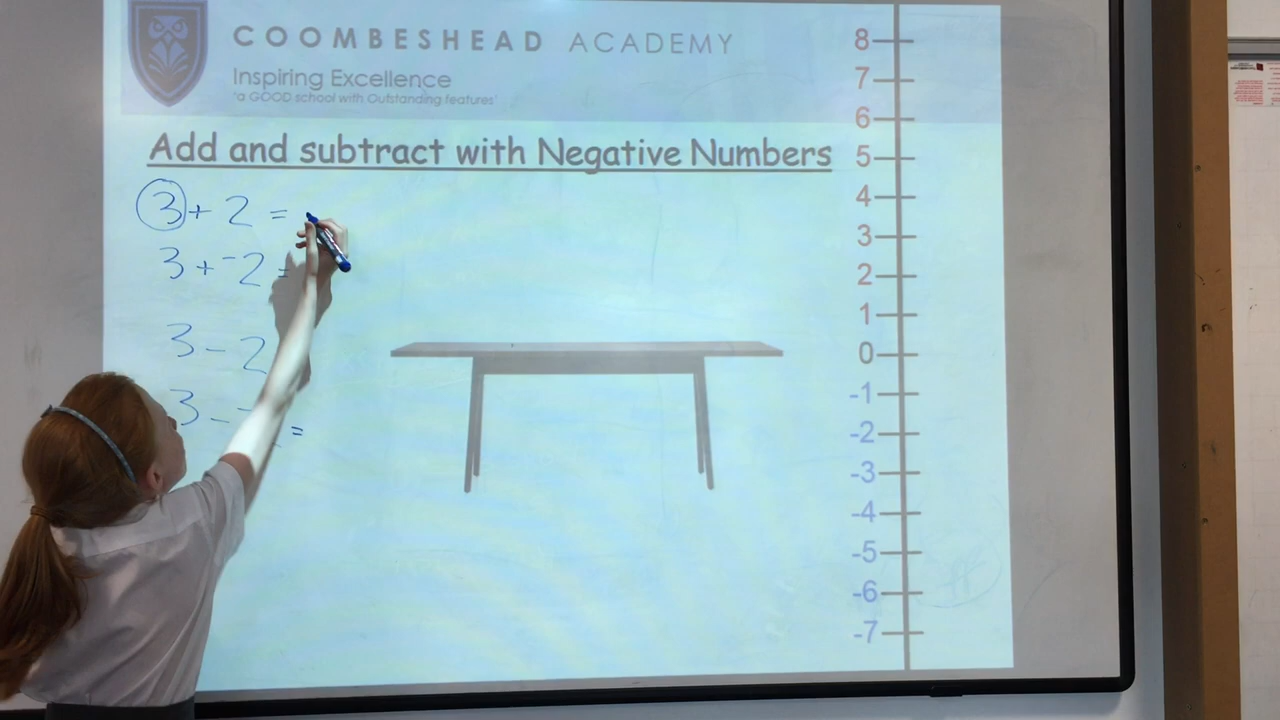 COOMBESHEAD ACADEMY
Inspiring Excellence
'a GOOD school with Outstanding features'
Add and subtract with Negative Numbers
3 + 2 =
3 + ⁻2 =
3 - 2
3 - =
8
7
6
5
4
3
2
1
0
-1
-2
-3
-4
-5
-6
-7